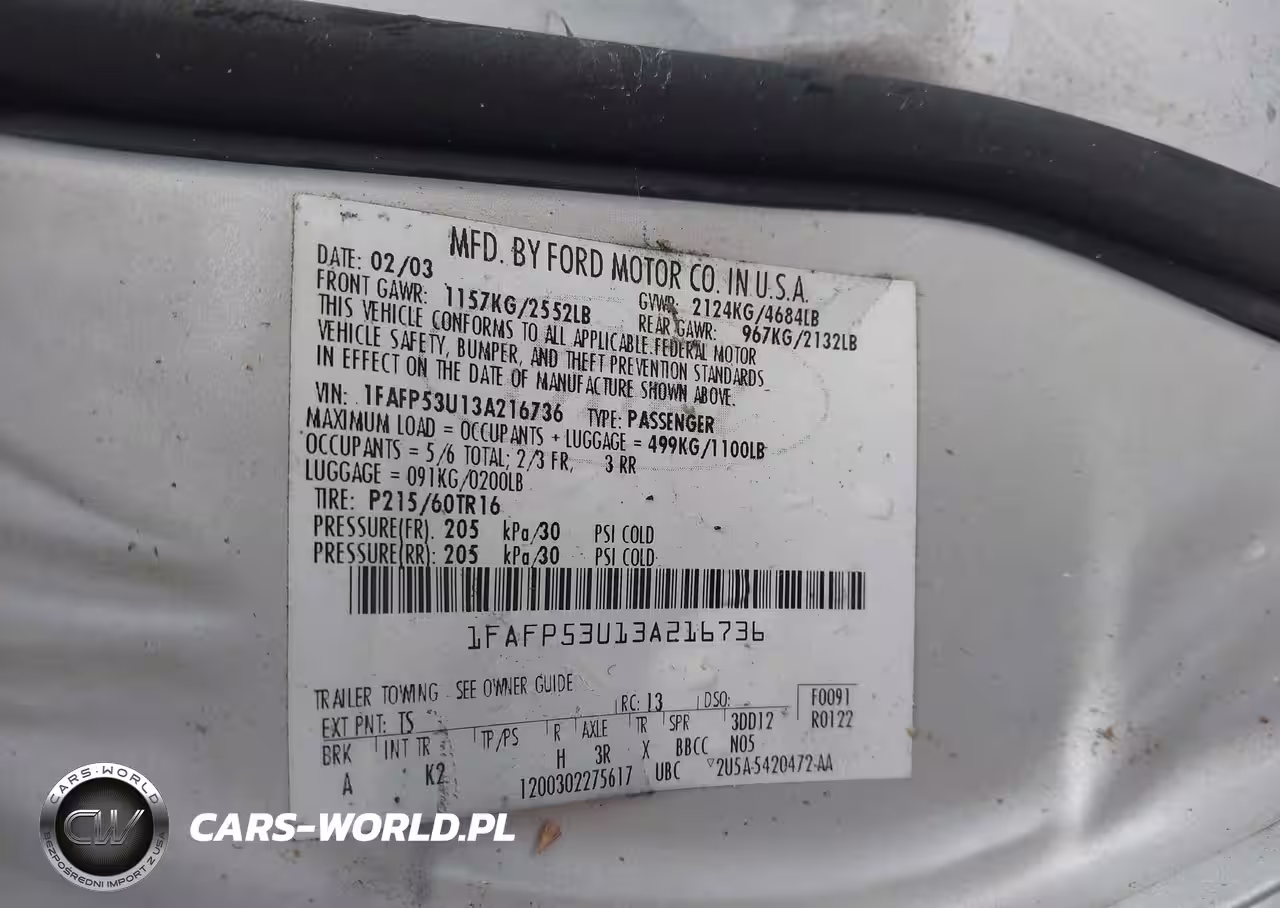 MFD. BY FORD MOTOR CO. IN U.S.A.
DATE: 02/03 GVWR: 2124KG/4684LB
FRONT GAWR: 1157KG/2552LB REAR GAWR: 967KG/2132LB
THIS VEHICLE CONFORMS TO ALL APPLICABLE FEDERAL MOTOR
VEHICLE SAFETY, BUMPER, AND THEFT PREVENTION STANDARDS
IN EFFECT ON THE DATE OF MANUFACTURE SHOWN ABOVE.
VIN: 1FAFP53U13A216736 TYPE: PASSENGER
MAXIMUM LOAD = OCCUPANTS + LUGGAGE = 499KG/1100LB
OCCUPANTS = 5/6 TOTAL; 2/3 FR, 3 RR
LUGGAGE = 091KG/0200LB
TIRE: P215/60TR16
PRESSURE(FR). 205 kPa/30 PSI COLD
PRESSURE(RR): 205 kPa/30 PSI COLD
1FAFP53U13A216736
TRAILER TOWING - SEE OWNER GUIDE
EXT PNT: TS RC: 13 DSO: F0091
BRK INT TR TP/PS R AXLE TR SPR 3DD12 R0122
A K2 H 3R X BBCC N05
1200302275617 UBC ▽2U5A-5420472-AA
CARS-WORLD
CW
BEZPOŚREDNI IMPORT Z USA
CARS-WORLD.PL